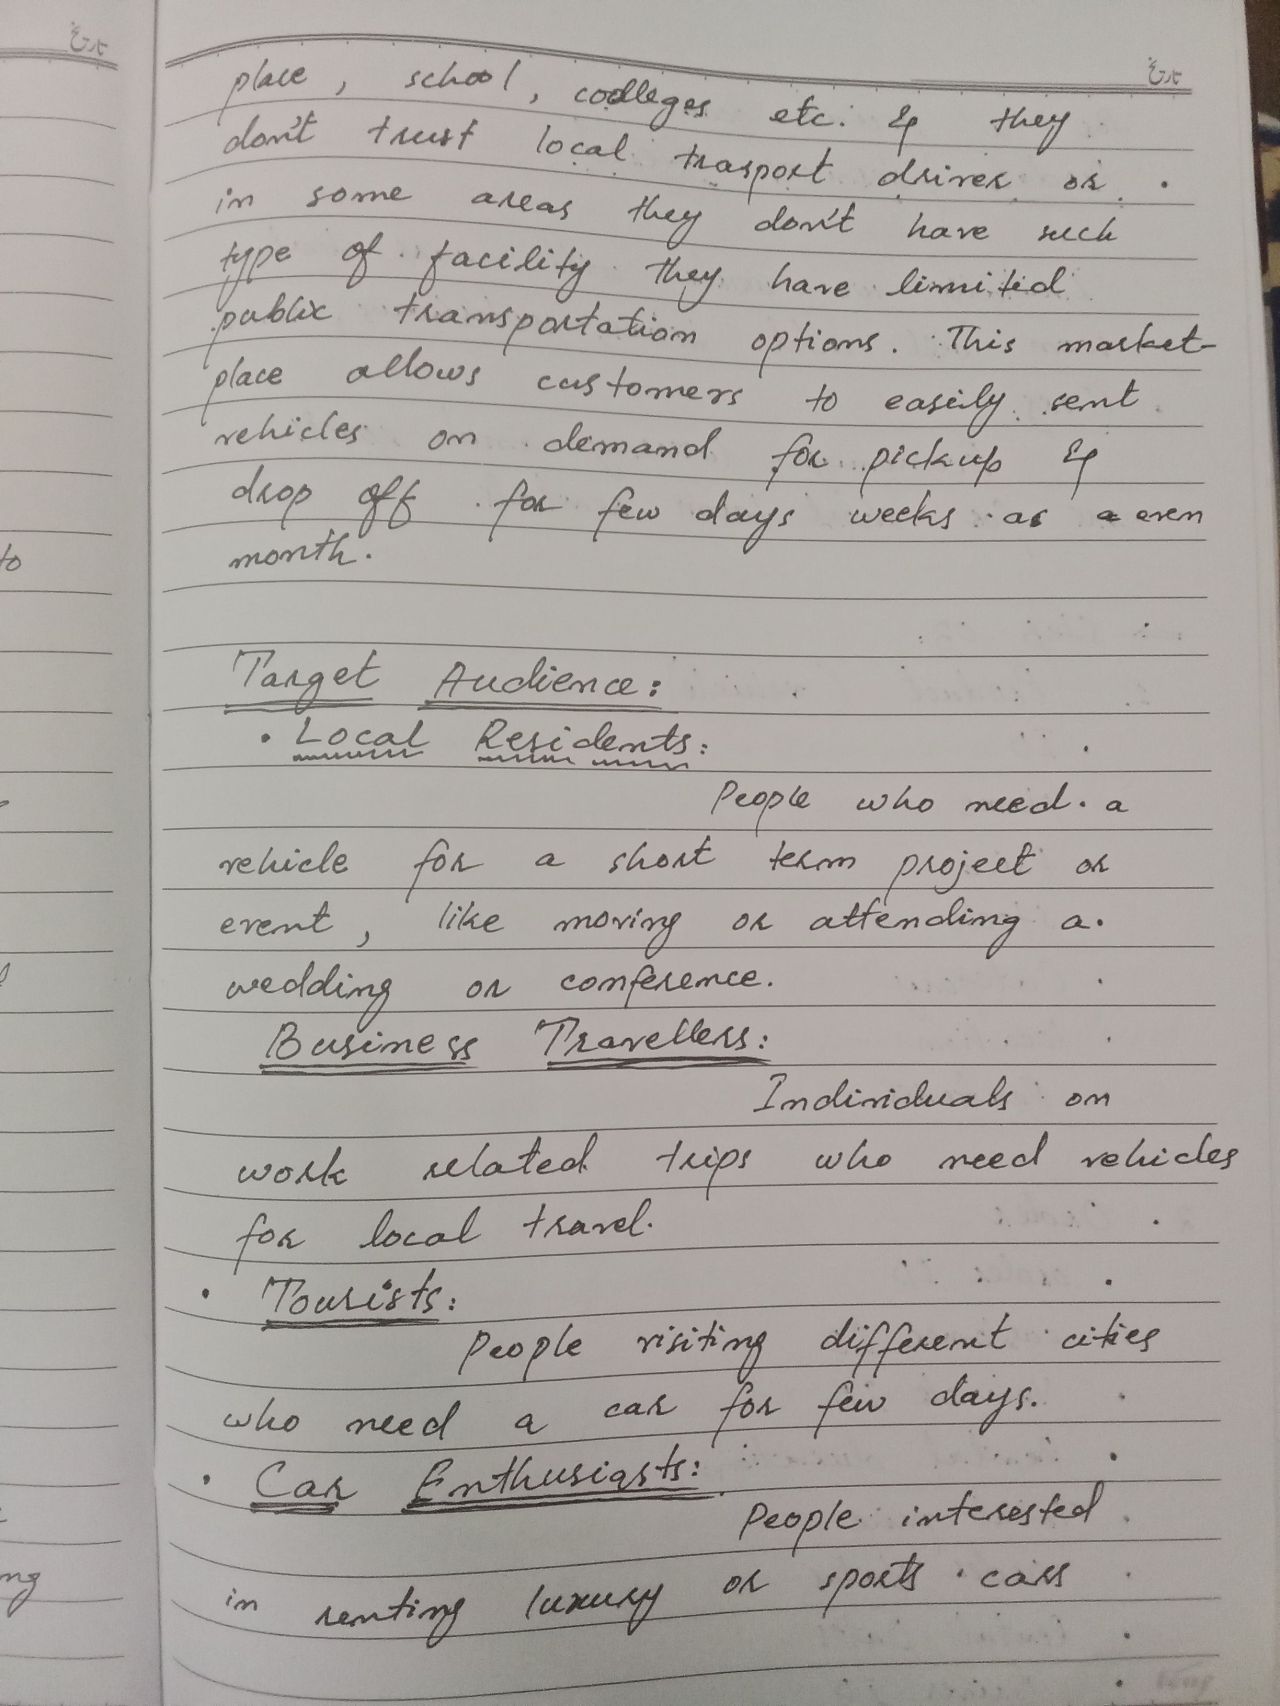 تاریخ
تاریخ
place, school, codleges etc. & they
don't trust local trasport driver or
in some areas they don't have such
type of facility they have limited
public transportation options. This market-
place allows customers to easily rent
vehicles on demand for pickup &
drop off for few days weeks or a even
month.
Target Audience:
• Local Residents:
People who need a
vehicle for a short term project or
event, like moving or attending a
wedding or conference.
Business Travellers:
Individuals on
work related trips who need vehicles
for local travel.
• Tourists:
People visiting different cities
who need a car for few days.
• Car Enthusiasts:
People interested
in renting luxury or sports cars
to
ng